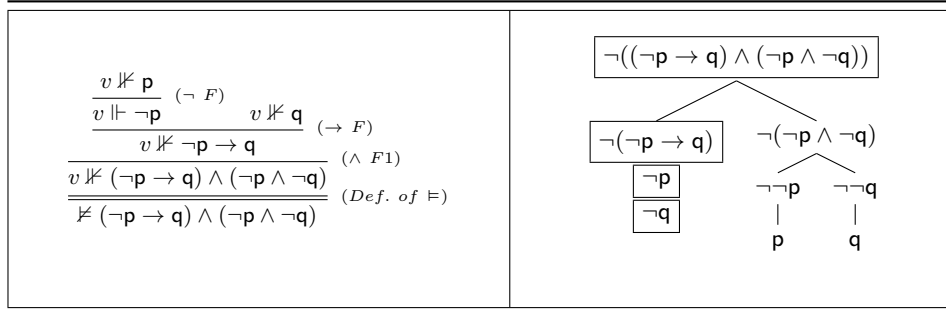 v ⊮ p
(¬ F)
v ⊩ ¬p v ⊮ q
(→ F)
v ⊮ ¬p → q
(∧ F1)
v ⊮ (¬p → q) ∧ (¬p ∧ ¬q)
(Def. of ⊨)
⊭ (¬p → q) ∧ (¬p ∧ ¬q)
¬((¬p → q) ∧ (¬p ∧ ¬q))
¬(¬p → q) ¬(¬p ∧ ¬q)
¬p ¬¬p ¬¬q
¬q
p q